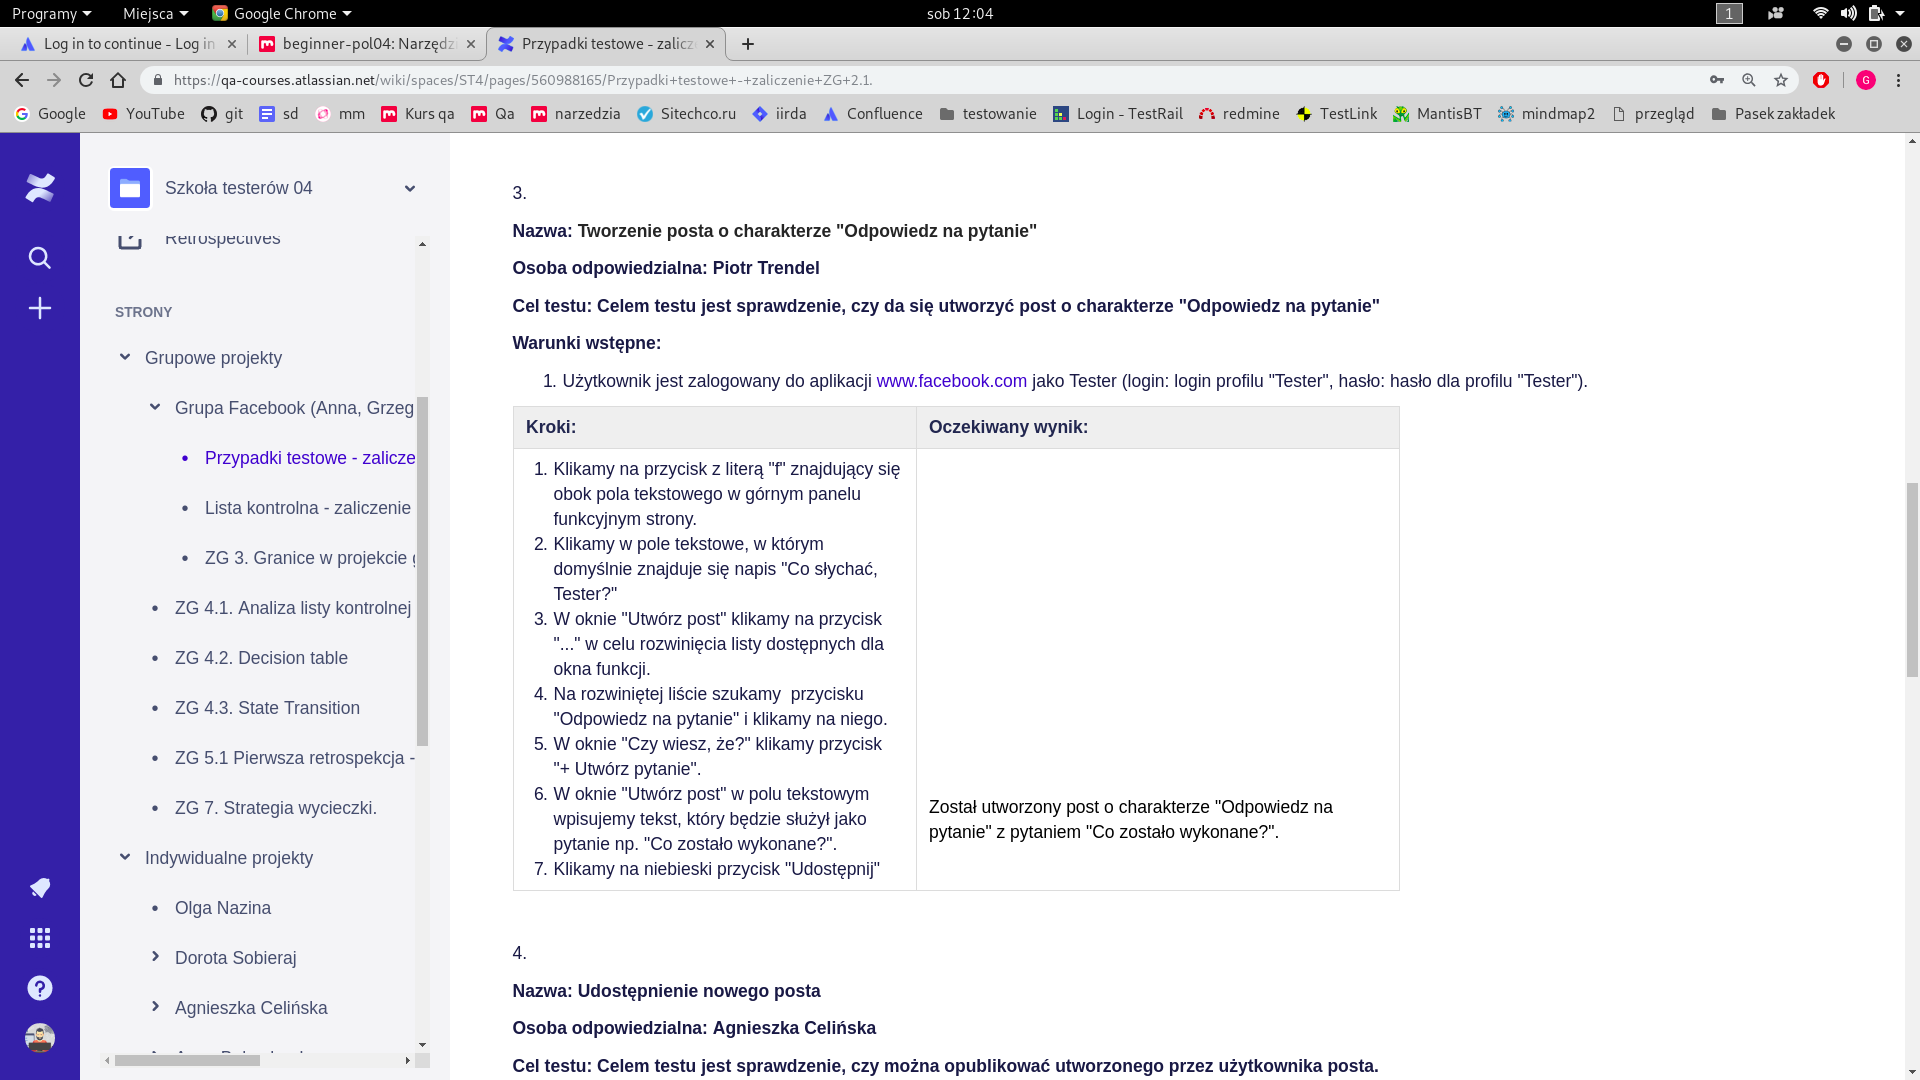 Programy Miejsca Google Chrome sob 12:04 1
Log in to continue - Log in
beginner-pol04: Narzędzi
Przypadki testowe - zalicze
https://qa-courses.atlassian.net/wiki/spaces/ST4/pages/560988165/Przypadki+testowe+-+zaliczenie+ZG+2.1.
G
Google YouTube git sd mm Kurs qa Qa narzedzia Sitechco.ru iirda Confluence testowanie Login - TestRail redmine TestLink MantisBT mindmap2 przegląd Pasek zakładek
Szkoła testerów 04
Retrospectives
STRONY
Grupowe projekty
Grupa Facebook (Anna, Grzeg
• Przypadki testowe - zalicze
• Lista kontrolna - zaliczenie
• ZG 3. Granice w projekcie g
• ZG 4.1. Analiza listy kontrolnej
• ZG 4.2. Decision table
• ZG 4.3. State Transition
• ZG 5.1 Pierwsza retrospekcja -
• ZG 7. Strategia wycieczki.
Indywidualne projekty
• Olga Nazina
Dorota Sobieraj
Agnieszka Celińska
3.
Nazwa: Tworzenie posta o charakterze "Odpowiedz na pytanie"
Osoba odpowiedzialna: Piotr Trendel
Cel testu: Celem testu jest sprawdzenie, czy da się utworzyć post o charakterze "Odpowiedz na pytanie"
Warunki wstępne:
1. Użytkownik jest zalogowany do aplikacji www.facebook.com jako Tester (login: login profilu "Tester", hasło: hasło dla profilu "Tester").
Kroki:
Oczekiwany wynik:
1. Klikamy na przycisk z literą "f" znajdujący się
obok pola tekstowego w górnym panelu
funkcyjnym strony.
2. Klikamy w pole tekstowe, w którym
domyślnie znajduje się napis "Co słychać,
Tester?"
3. W oknie "Utwórz post" klikamy na przycisk
"..." w celu rozwinięcia listy dostępnych dla
okna funkcji.
4. Na rozwiniętej liście szukamy  przycisku
"Odpowiedz na pytanie" i klikamy na niego.
5. W oknie "Czy wiesz, że?" klikamy przycisk
"+ Utwórz pytanie".
6. W oknie "Utwórz post" w polu tekstowym
wpisujemy tekst, który będzie służył jako
pytanie np. "Co zostało wykonane?".
7. Klikamy na niebieski przycisk "Udostępnij"
Został utworzony post o charakterze "Odpowiedz na
pytanie" z pytaniem "Co zostało wykonane?".
4.
Nazwa: Udostępnienie nowego posta
Osoba odpowiedzialna: Agnieszka Celińska
Cel testu: Celem testu jest sprawdzenie, czy można opublikować utworzonego przez użytkownika posta.